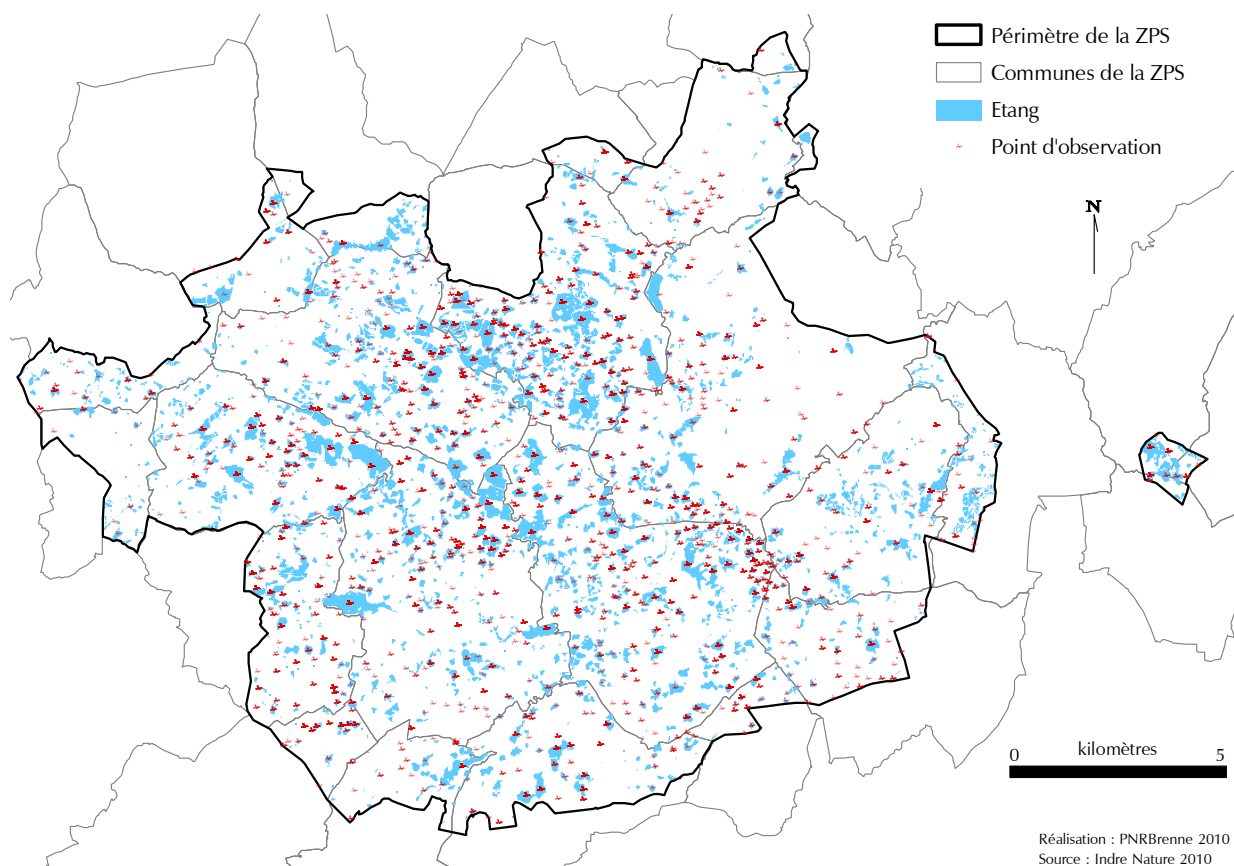 Périmètre de la ZPS
Communes de la ZPS
Etang
Point d'observation
N
0 kilomètres 5
Réalisation : PNRBrenne 2010
Source : Indre Nature 2010